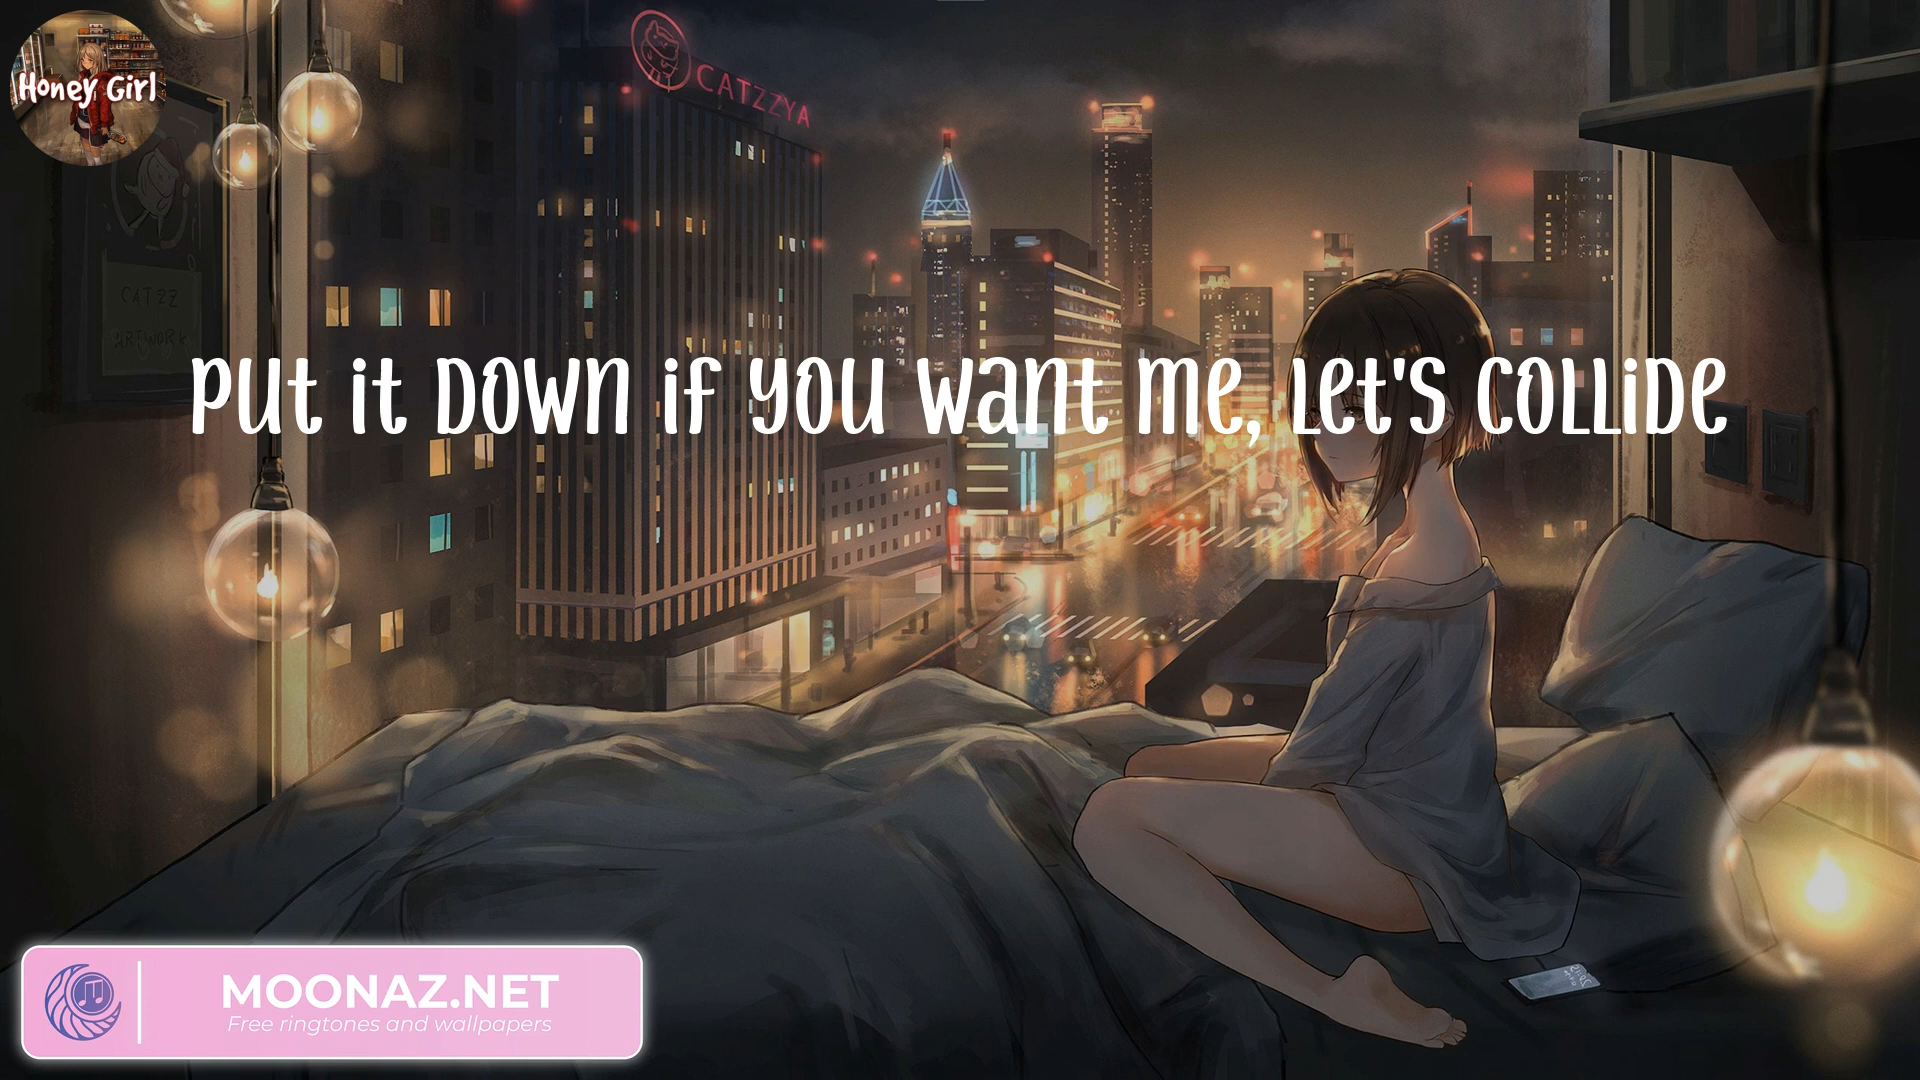 Honey Girl
CATZZYA
CATZZ
ARTWORK
PUt it DOWN if yOU Want me, Let's COLLiDe
MOONAZ.NET
Free ringtones and wallpapers